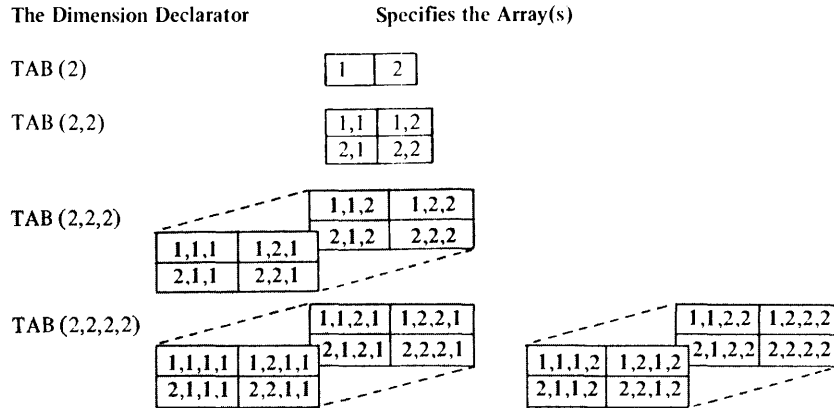 The Dimension Declarator Specifies the Array(s)
TAB (2) 1 2
TAB (2,2) 1,1 1,2
2,1 2,2
TAB (2,2,2) 1,1,2 1,2,2
2,1,2 2,2,2
1,1,1 1,2,1
2,1,1 2,2,1
TAB (2,2,2,2) 1,1,2,1 1,2,2,1 1,1,2,2 1,2,2,2
2,1,2,1 2,2,2,1 2,1,2,2 2,2,2,2
1,1,1,1 1,2,1,1 1,1,1,2 1,2,1,2
2,1,1,1 2,2,1,1 2,1,1,2 2,2,1,2